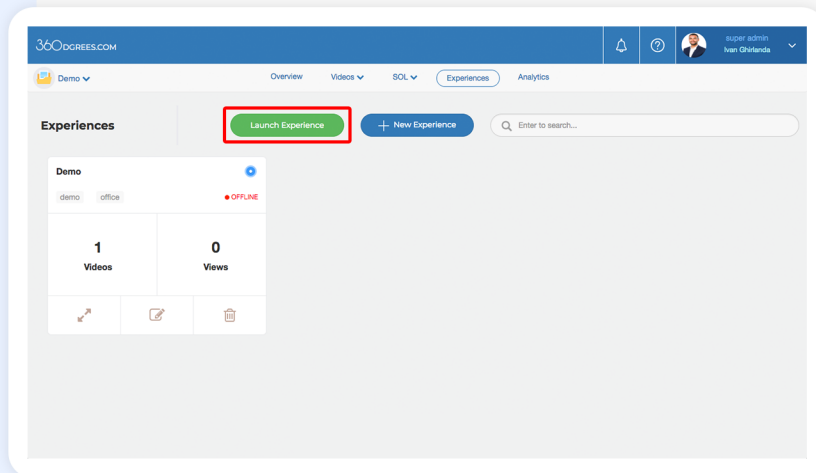 360DGREES.COM
super admin
Ivan Ghirlanda
Demo
Overview Videos SOL Experiences Analytics
Experiences
Launch Experience
New Experience
Enter to search...
Demo
demo office
OFFLINE
1 0
Videos Views